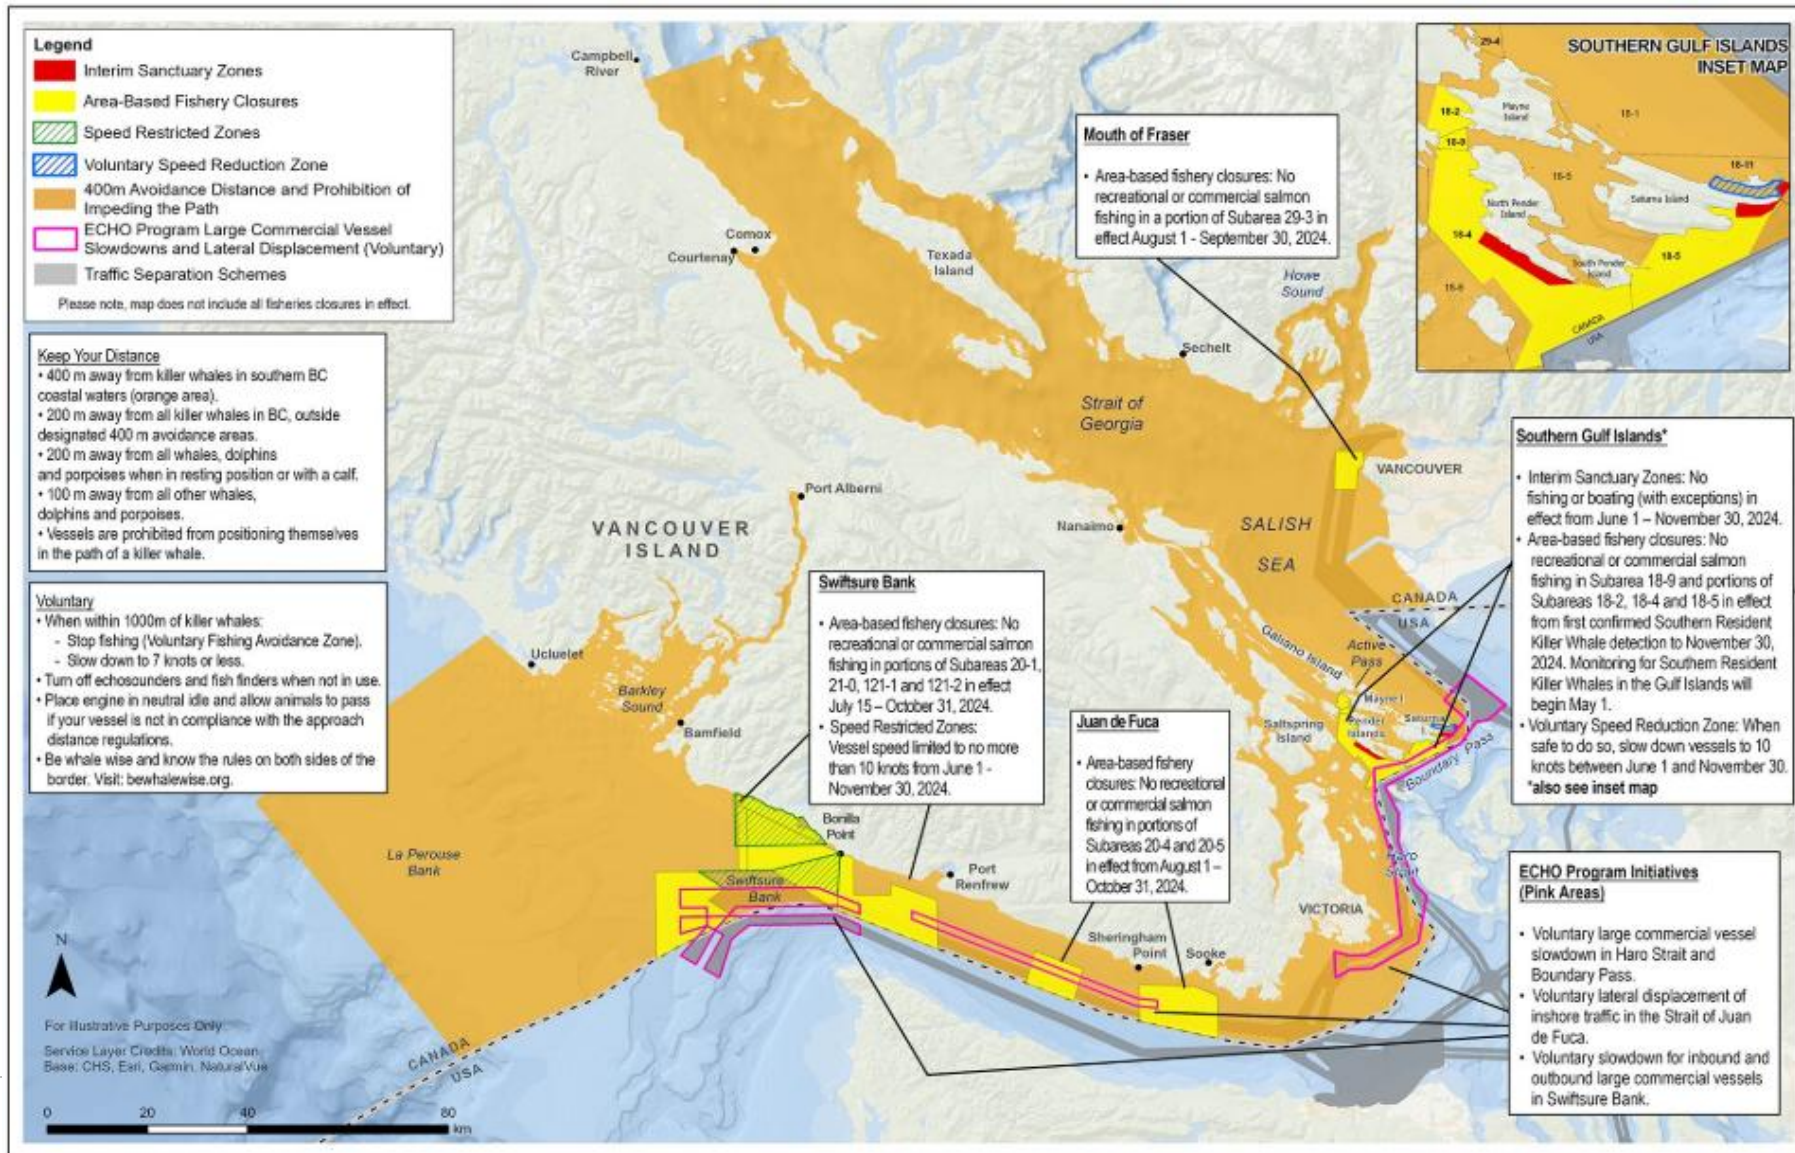 Legend
Interim Sanctuary Zones
Area-Based Fishery Closures
Speed Restricted Zones
Voluntary Speed Reduction Zone
400m Avoidance Distance and Prohibition of
Impeding the Path
ECHO Program Large Commercial Vessel
Slowdowns and Lateral Displacement (Voluntary)
Traffic Separation Schemes
Please note, map does not include all fisheries closures in effect.
Keep Your Distance
• 400 m away from killer whales in southern BC
coastal waters (orange area).
• 200 m away from all killer whales in BC, outside
designated 400 m avoidance areas.
• 200 m away from all whales, dolphins
and porpoises when in resting position or with a calf.
• 100 m away from all other whales,
dolphins and porpoises.
• Vessels are prohibited from positioning themselves
in the path of a killer whale.
Voluntary
• When within 1000m of killer whales:
- Stop fishing (Voluntary Fishing Avoidance Zone).
- Slow down to 7 knots or less.
• Turn off echosounders and fish finders when not in use.
• Place engine in neutral idle and allow animals to pass
if your vessel is not in compliance with the approach
distance regulations.
• Be whale wise and know the rules on both sides of the
border. Visit: bewhalewise.org.
Campbell
River
Comox
Courtenay
Texada
Island
Howe
Sound
Sechelt
Strait of
Georgia
VANCOUVER
Port Alberni
Nanaimo
VANCOUVER
ISLAND
SALISH
SEA
CANADA
USA
Galiano Island
Active
Pass
Mayne I
Pender
Islands
Saturna
I
Saltspring
Island
Boundary Pass
Haro
Strait
VICTORIA
Ucluelet
Barkley
Sound
Bamfield
La Perouse
Bank
Bonilla
Point
Swiftsure
Bank
Port
Renfrew
Sheringham
Point
Sooke
CANADA
USA
Mouth of Fraser
• Area-based fishery closures: No
recreational or commercial salmon
fishing in a portion of Subarea 29-3 in
effect August 1 - September 30, 2024.
SOUTHERN GULF ISLANDS
INSET MAP
29-4
18-2
Mayne
Island
18-1
18-9
18-11
18-5
Saturna Island
North Pender
Island
18-4
South Pender
Island
18-5
18-6
CANADA
USA
Southern Gulf Islands*
• Interim Sanctuary Zones: No
fishing or boating (with exceptions) in
effect from June 1 – November 30, 2024.
• Area-based fishery closures: No
recreational or commercial salmon
fishing in Subarea 18-9 and portions of
Subareas 18-2, 18-4 and 18-5 in effect
from first confirmed Southern Resident
Killer Whale detection to November 30,
2024. Monitoring for Southern Resident
Killer Whales in the Gulf Islands will
begin May 1.
• Voluntary Speed Reduction Zone: When
safe to do so, slow down vessels to 10
knots between June 1 and November 30.
*also see inset map
Swiftsure Bank
• Area-based fishery closures: No
recreational or commercial salmon
fishing in portions of Subareas 20-1,
21-0, 121-1 and 121-2 in effect
July 15 – October 31, 2024.
• Speed Restricted Zones:
Vessel speed limited to no more
than 10 knots from June 1 -
November 30, 2024.
Juan de Fuca
• Area-based fishery
closures: No recreational
or commercial salmon
fishing in portions of
Subareas 20-4 and 20-5
in effect from August 1 –
October 31, 2024.
ECHO Program Initiatives
(Pink Areas)
• Voluntary large commercial vessel
slowdown in Haro Strait and
Boundary Pass.
• Voluntary lateral displacement of
inshore traffic in the Strait of Juan
de Fuca.
• Voluntary slowdown for inbound and
outbound large commercial vessels
in Swiftsure Bank.
N
For Illustrative Purposes Only
Service Layer Credits: World Ocean
Base: CHS, Esri, Garmin, NaturalVue
0 20 40 80
km